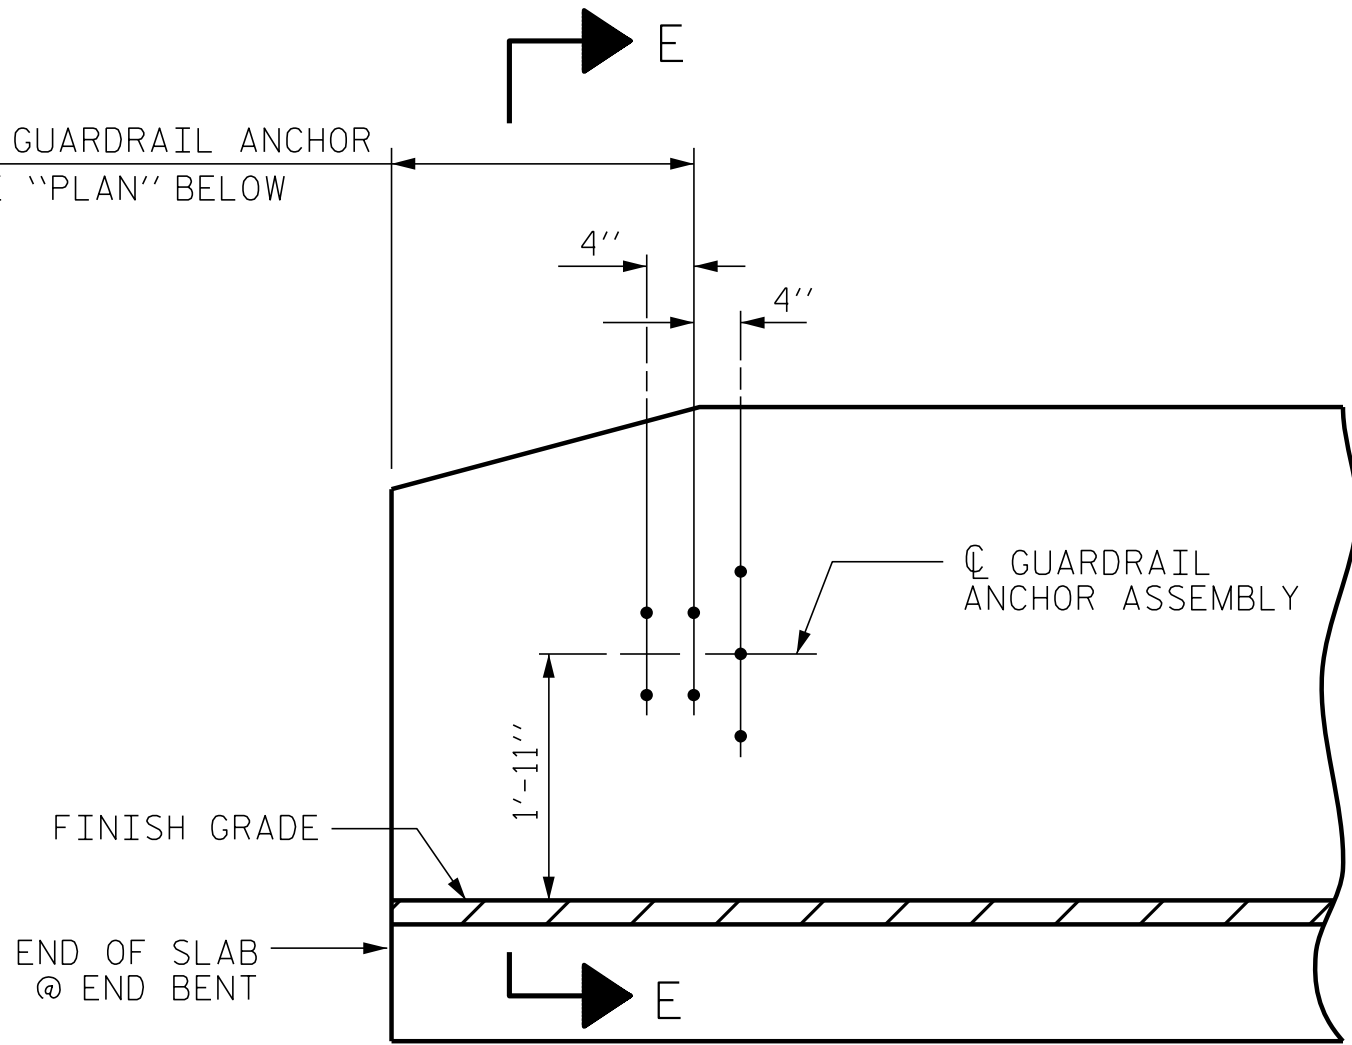 E
GUARDRAIL ANCHOR
"PLAN" BELOW
4"
4"
℄ GUARDRAIL
ANCHOR ASSEMBLY
1'-11"
FINISH GRADE
END OF SLAB
@ END BENT
E